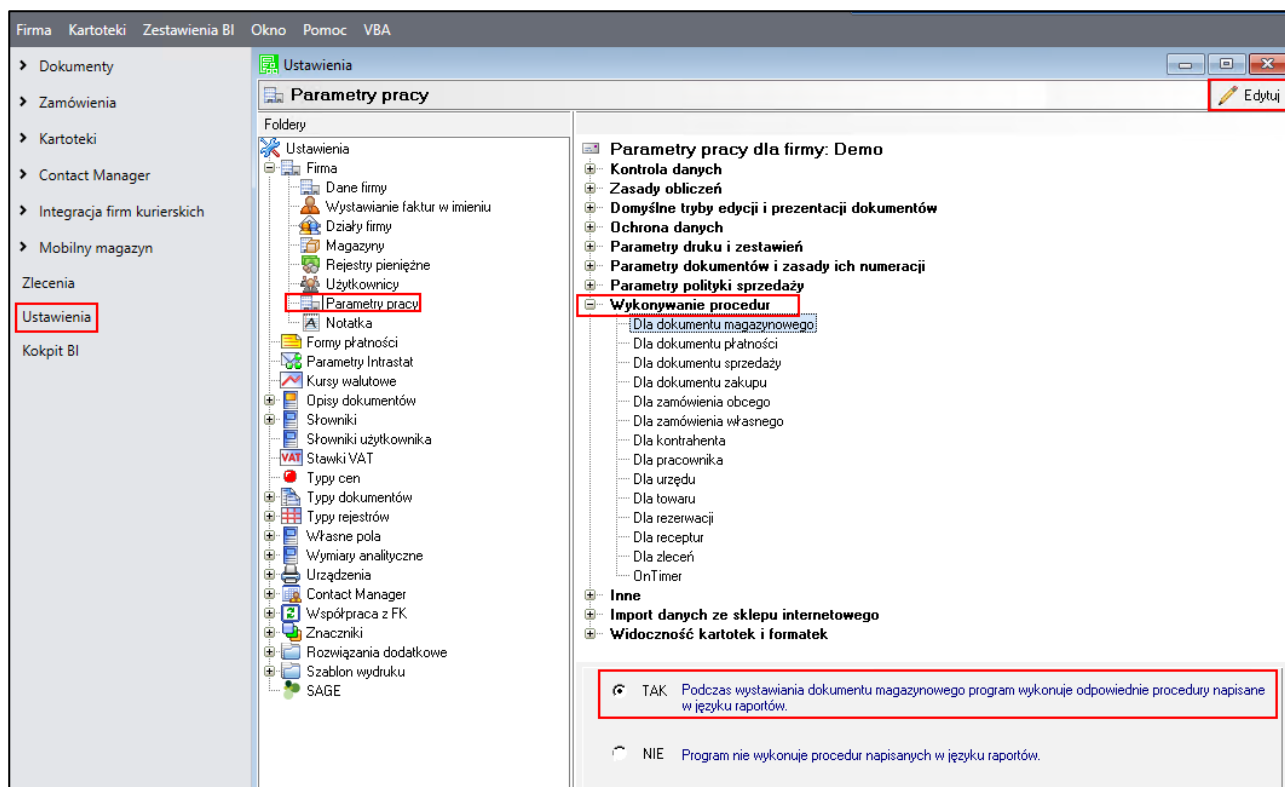 Firma Kartoteki Zestawienia BI Okno Pomoc VBA
Dokumenty
Zamówienia
Kartoteki
Contact Manager
Integracja firm kurierskich
Mobilny magazyn
Zlecenia
Ustawienia
Kokpit BI
Ustawienia
Parametry pracy
Edytuj
Foldery
Ustawienia
Firma
Dane firmy
Wystawianie faktur w imieniu
Działy firmy
Magazyny
Rejestry pieniężne
Użytkownicy
Parametry pracy
Notatka
Formy płatności
Parametry Intrastat
Kursy walutowe
Opisy dokumentów
Słowniki
Słowniki użytkownika
VAT Stawki VAT
Typy cen
Typy dokumentów
Typy rejestrów
Własne pola
Wymiary analityczne
Urządzenia
Contact Manager
Współpraca z FK
Znaczniki
Rozwiązania dodatkowe
Szablon wydruku
SAGE
Parametry pracy dla firmy: Demo
Kontrola danych
Zasady obliczeń
Domyślne tryby edycji i prezentacji dokumentów
Ochrona danych
Parametry druku i zestawień
Parametry dokumentów i zasady ich numeracji
Parametry polityki sprzedaży
Wykonywanie procedur
Dla dokumentu magazynowego
Dla dokumentu płatności
Dla dokumentu sprzedaży
Dla dokumentu zakupu
Dla zamówienia obcego
Dla zamówienia własnego
Dla kontrahenta
Dla pracownika
Dla urzędu
Dla towaru
Dla rezerwacji
Dla receptur
Dla zleceń
OnTimer
Inne
Import danych ze sklepu internetowego
Widoczność kartotek i formatek
TAK Podczas wystawiania dokumentu magazynowego program wykonuje odpowiednie procedury napisane
w języku raportów.
NIE Program nie wykonuje procedur napisanych w języku raportów.